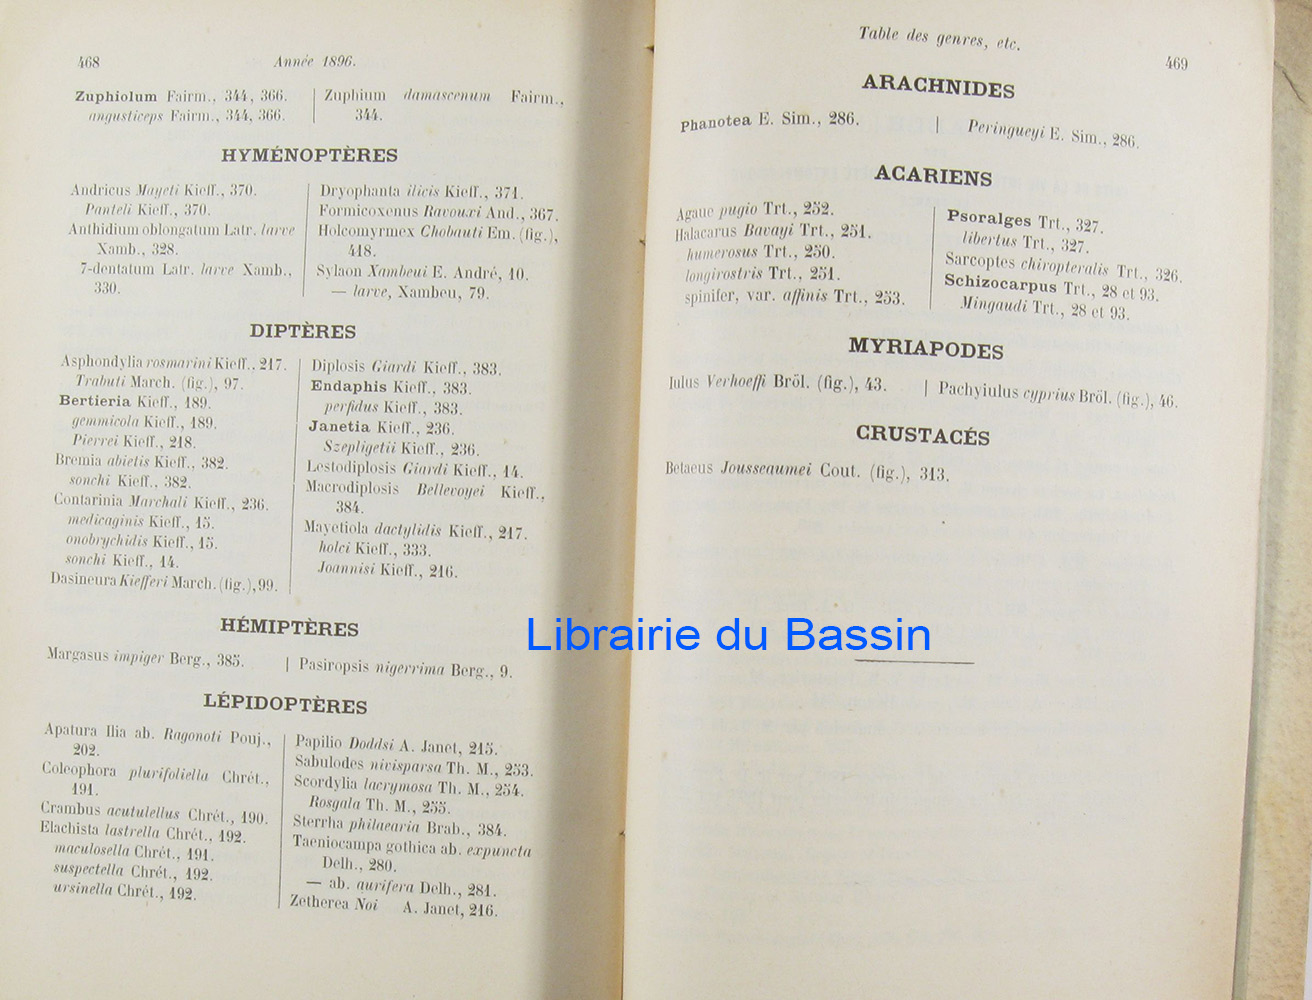 468
Année 1896.
Zuphiolum Fairm., 344, 366.
angusticeps Fairm., 344, 366.
Zuphium damascenum Fairm.,
344.
HYMÉNOPTÈRES
Andricus Mayeti Kieff., 370.
Panteli Kieff., 370.
Anthidium oblongatum Latr. larve
Xamb., 328.
7-dentatum Latr. larve Xamb.,
330.
Dryophanta ilicis Kieff., 371.
Formicoxenus Ravouxi And., 367.
Holcomyrmex Chobauti Em. (fig.),
418.
Sylaon Xambeui E. André, 10.
— larve, Xambeu, 79.
DIPTÈRES
Asphondylia rosmarini Kieff., 217.
Trabuti March. (fig.), 97.
Bertieria Kieff., 189.
gemmicola Kieff., 189.
Pierrei Kieff., 218.
Bremia abietis Kieff., 382.
sonchi Kieff., 382.
Contarinia Marchali Kieff., 236.
medicaginis Kieff., 15.
onobrychidis Kieff., 15.
sonchi Kieff., 14.
Dasineura Kiefferi March. (fig.), 99.
Diplosis Giardi Kieff., 383.
Endaphis Kieff., 383.
perfidus Kieff., 383.
Janetia Kieff., 236.
Szepligetii Kieff., 236.
Lestodiplosis Giardi Kieff., 14.
Macrodiplosis Bellevoyei Kieff.,
384.
Mayetiola dactylidis Kieff., 217.
holci Kieff., 333.
Joannisi Kieff., 216.
HÉMIPTÈRES
Margasus impiger Berg., 385.
Pasiropsis nigerrima Berg., 9.
LÉPIDOPTÈRES
Apatura Ilia ab. Ragonoti Pouj.,
202.
Coleophora plurifoliella Chrét.,
191.
Crambus acutulellus Chrét., 190.
Elachista lastrella Chrét., 192.
maculosella Chrét., 191.
suspectella Chrét., 192.
ursinella Chrét., 192.
Papilio Doddsi A. Janet, 215.
Sabulodes nivisparsa Th. M., 253.
Scordylia lacrymosa Th. M., 254.
Rosgala Th. M., 255.
Sterrha philaearia Brab., 384.
Taeniocampa gothica ab. expuncta
Delh., 280.
— ab. aurifera Delh., 281.
Zetherea Noi A. Janet, 216.
Table des genres, etc.
469
ARACHNIDES
Phanotea E. Sim., 286.
Peringueyi E. Sim., 286.
ACARIENS
Agaue pugio Trt., 252.
Halacarus Bavayi Trt., 251.
humerosus Trt., 250.
longirostris Trt., 251.
spinifer, var. affinis Trt., 253.
Psoralges Trt., 327.
libertus Trt., 327.
Sarcoptes chiropteralis Trt., 326.
Schizocarpus Trt., 28 et 93.
Mingaudi Trt., 28 et 93.
MYRIAPODES
Iulus Verhoeffi Bröl. (fig.), 43.
Pachyiulus cyprius Bröl. (fig.), 46.
CRUSTACÉS
Betaeus Jousseaumei Cout. (fig.), 313.
Librairie du Bassin